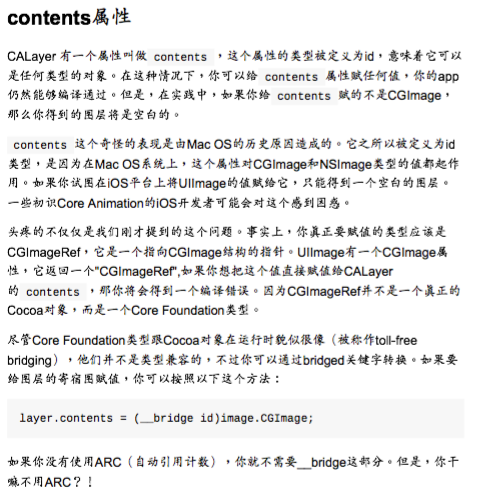 contents属性
CALayer 有一个属性叫做 contents ，这个属性的类型被定义为id，意味着它可以
是任何类型的对象。在这种情况下，你可以给 contents 属性赋任何值，你的app
仍然能够编译通过。但是，在实践中，如果你给 contents 赋的不是CGImage，
那么你得到的图层将是空白的。
contents 这个奇怪的表现是由Mac OS的历史原因造成的。它之所以被定义为id
类型，是因为在Mac OS系统上，这个属性对CGImage和NSImage类型的值都起作
用。如果你试图在iOS平台上将UIImage的值赋给它，只能得到一个空白的图层。
一些初识Core Animation的iOS开发者可能会对这个感到困惑。
头疼的不仅仅是我们刚才提到的这个问题。事实上，你真正要赋值的类型应该是
CGImageRef，它是一个指向CGImage结构的指针。UIImage有一个CGImage属
性，它返回一个"CGImageRef",如果你想把这个值直接赋值给CALayer
的 contents ，那你将会得到一个编译错误。因为CGImageRef并不是一个真正的
Cocoa对象，而是一个Core Foundation类型。
尽管Core Foundation类型跟Cocoa对象在运行时貌似很像（被称作toll-free
bridging），他们并不是类型兼容的，不过你可以通过bridged关键字转换。如果要
给图层的寄宿图赋值，你可以按照以下这个方法：
layer.contents = (__bridge id)image.CGImage;
如果你没有使用ARC（自动引用计数），你就不需要__bridge这部分。但是，你干
嘛不用ARC？！